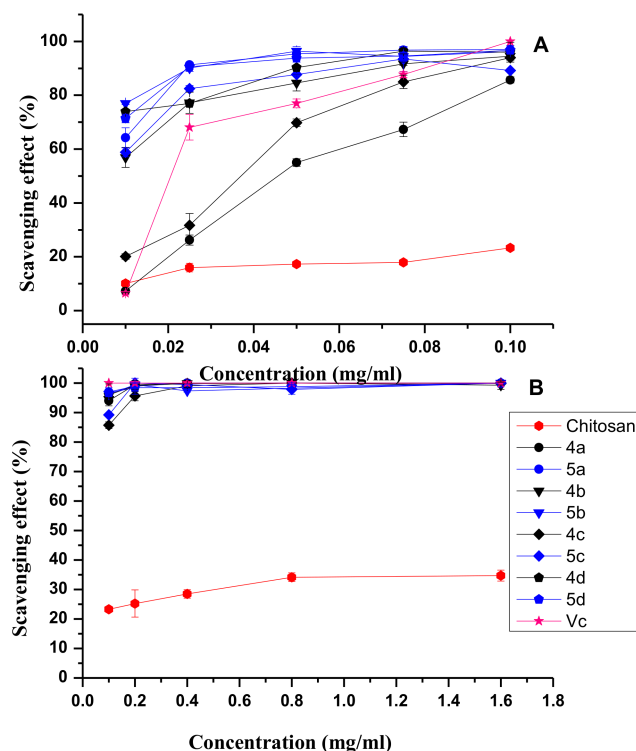 A
Scavenging effect (%)
100
80
60
40
20
0
0.00 0.02 0.04 0.06 0.08 0.10
Concentration (mg/ml)
B
Scavenging effect (%)
100
90
80
70
60
50
40
30
20
10
0
0.0 0.2 0.4 0.6 0.8 1.0 1.2 1.4 1.6 1.8
Concentration (mg/ml)
Chitosan
4a
5a
4b
5b
4c
5c
4d
5d
Vc